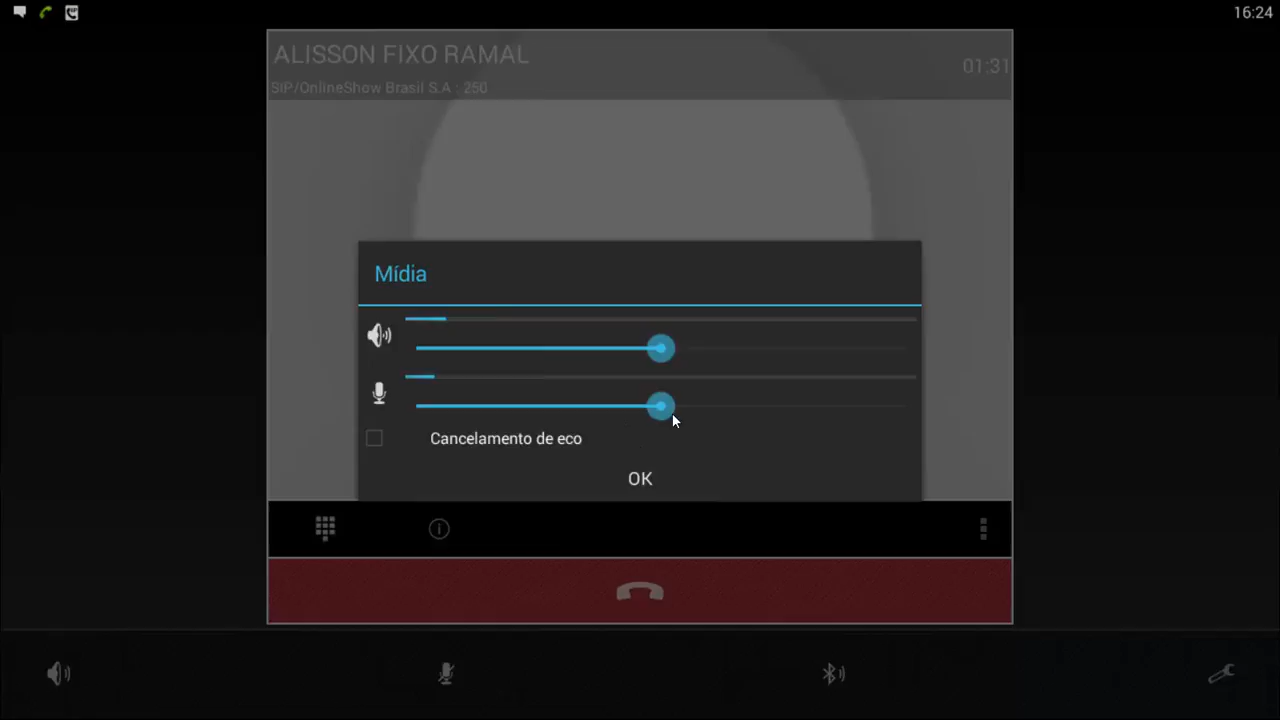 16:24
ALISSON FIXO RAMAL
01:31
SIP/OnlineShow Brasil S.A : 250
Mídia
Cancelamento de eco
OK